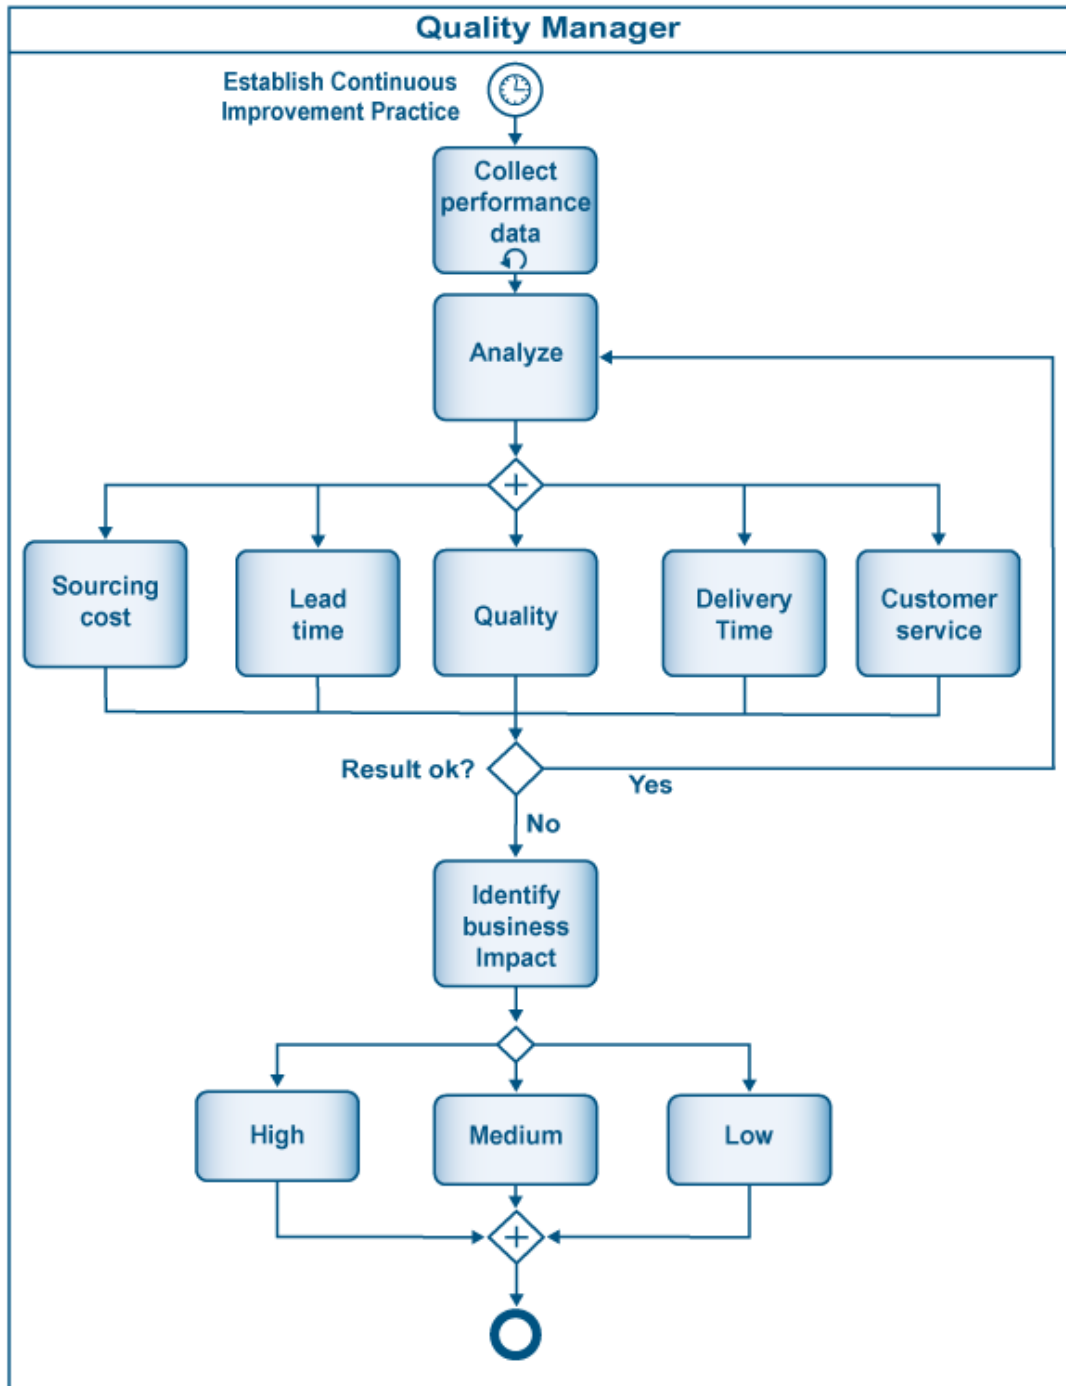 Quality Manager
Establish Continuous
Improvement Practice
Collect
performance
data
Analyze
Sourcing
cost
Lead
time
Quality
Delivery
Time
Customer
service
Result ok?
Yes
No
Identify
business
Impact
High
Medium
Low